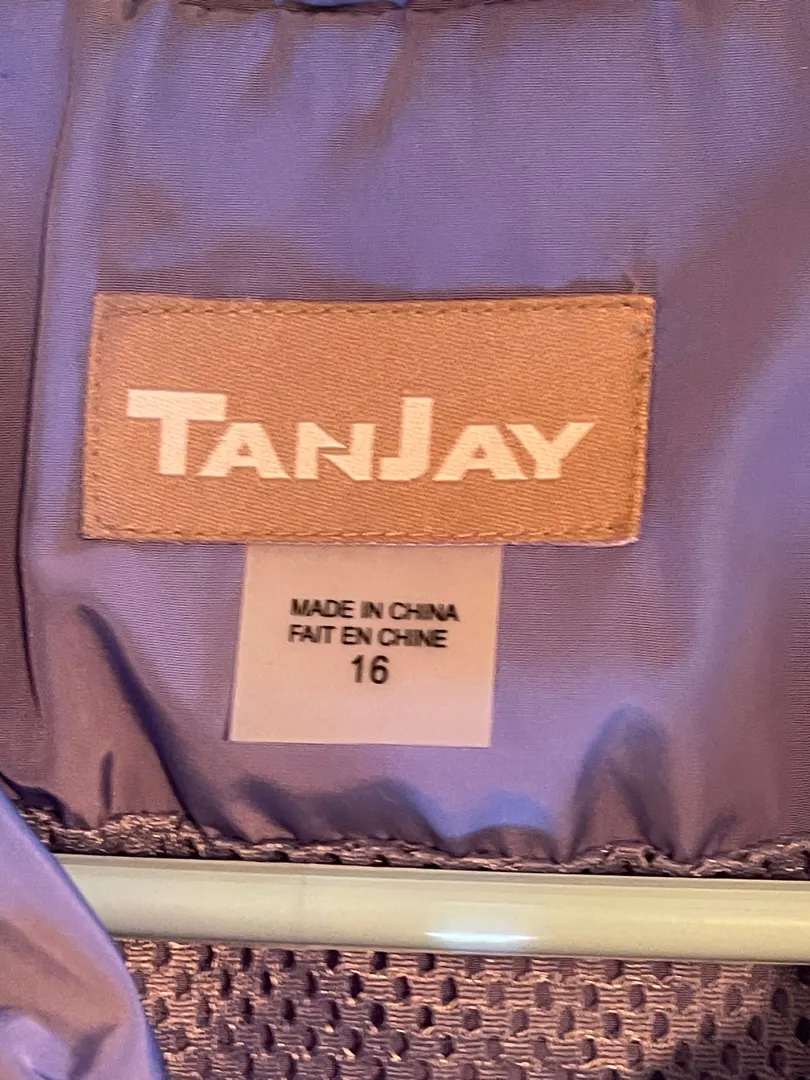 TANJAY
MADE IN CHINA
FAIT EN CHINE
16